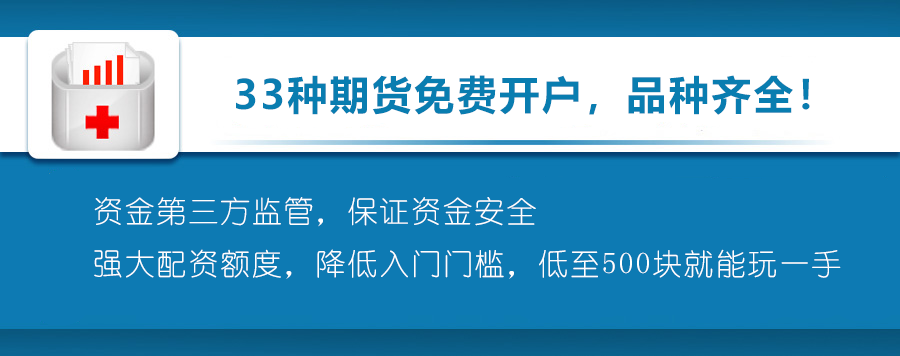 33种期货免费开户，品种齐全！
资金第三方监管，保证资金安全
强大配资额度，降低入门门槛，低至500块就能玩一手